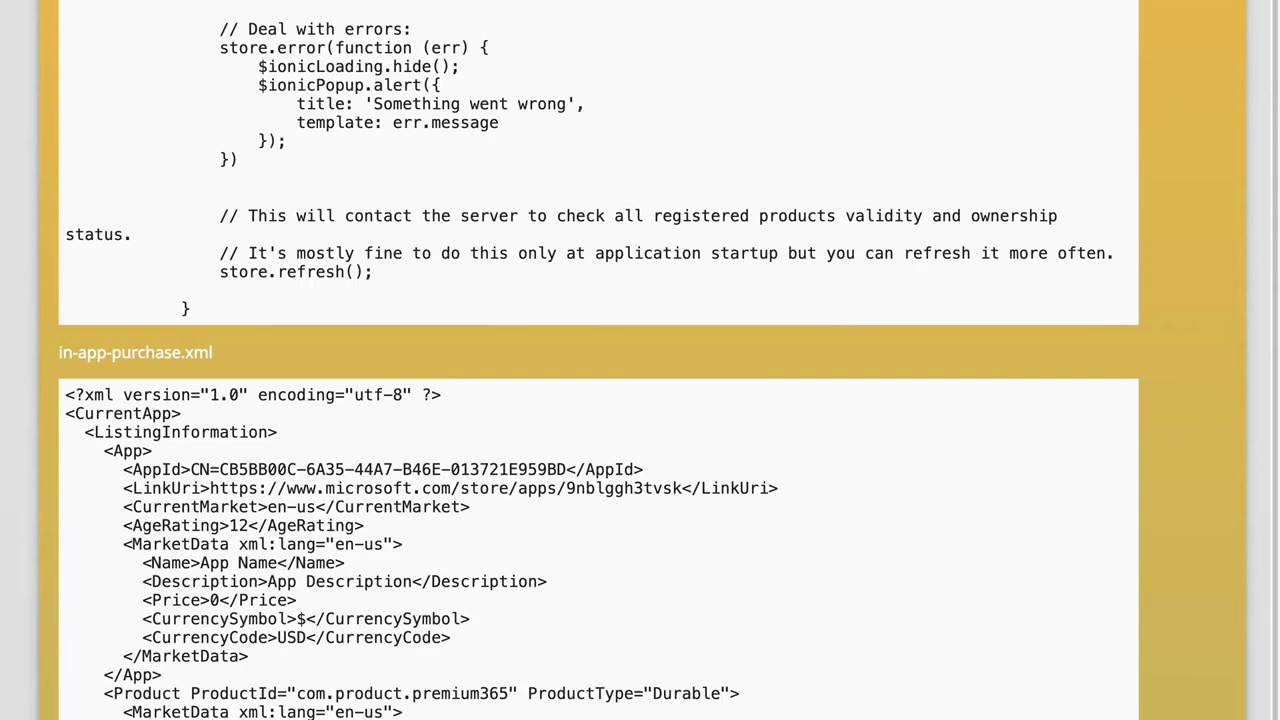 // Deal with errors:
store.error(function (err) {
$ionicLoading.hide();
$ionicPopup.alert({
title: 'Something went wrong',
template: err.message
});
})
// This will contact the server to check all registered products validity and ownership
status.
// It's mostly fine to do this only at application startup but you can refresh it more often.
store.refresh();
}
in-app-purchase.xml
<?xml version="1.0" encoding="utf-8" ?>
<CurrentApp>
<ListingInformation>
<App>
<AppId>CN=CB5BB00C-6A35-44A7-B46E-013721E959BD</AppId>
<LinkUri>https://www.microsoft.com/store/apps/9nblggh3tvsk</LinkUri>
<CurrentMarket>en-us</CurrentMarket>
<AgeRating>12</AgeRating>
<MarketData xml:lang="en-us">
<Name>App Name</Name>
<Description>App Description</Description>
<Price>0</Price>
<CurrencySymbol>$</CurrencySymbol>
<CurrencyCode>USD</CurrencyCode>
</MarketData>
</App>
<Product ProductId="com.product.premium365" ProductType="Durable">
<MarketData xml:lang="en-us">